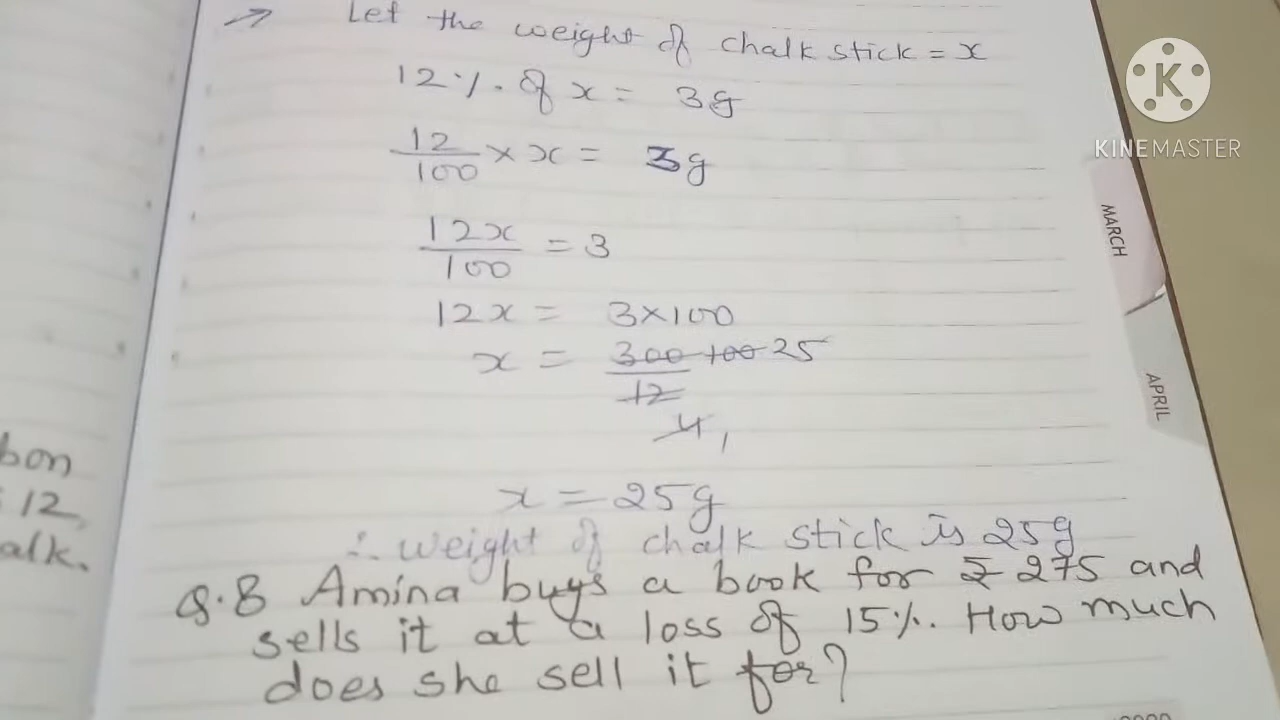 → Let the weight of chalk stick = x
12 % of x = 3g
12/100 × x = 3g
12x/100 = 3
12x = 3×100
x = 300 100 25
12
4 1
x = 25g
∴ weight of chalk stick is 25g
Q.8 Amina buys a book for ₹ 275 and
sells it at a loss of 15%. How much
does she sell it for?
bon
12
alk.
K
KINEMASTER
MARCH
APRIL